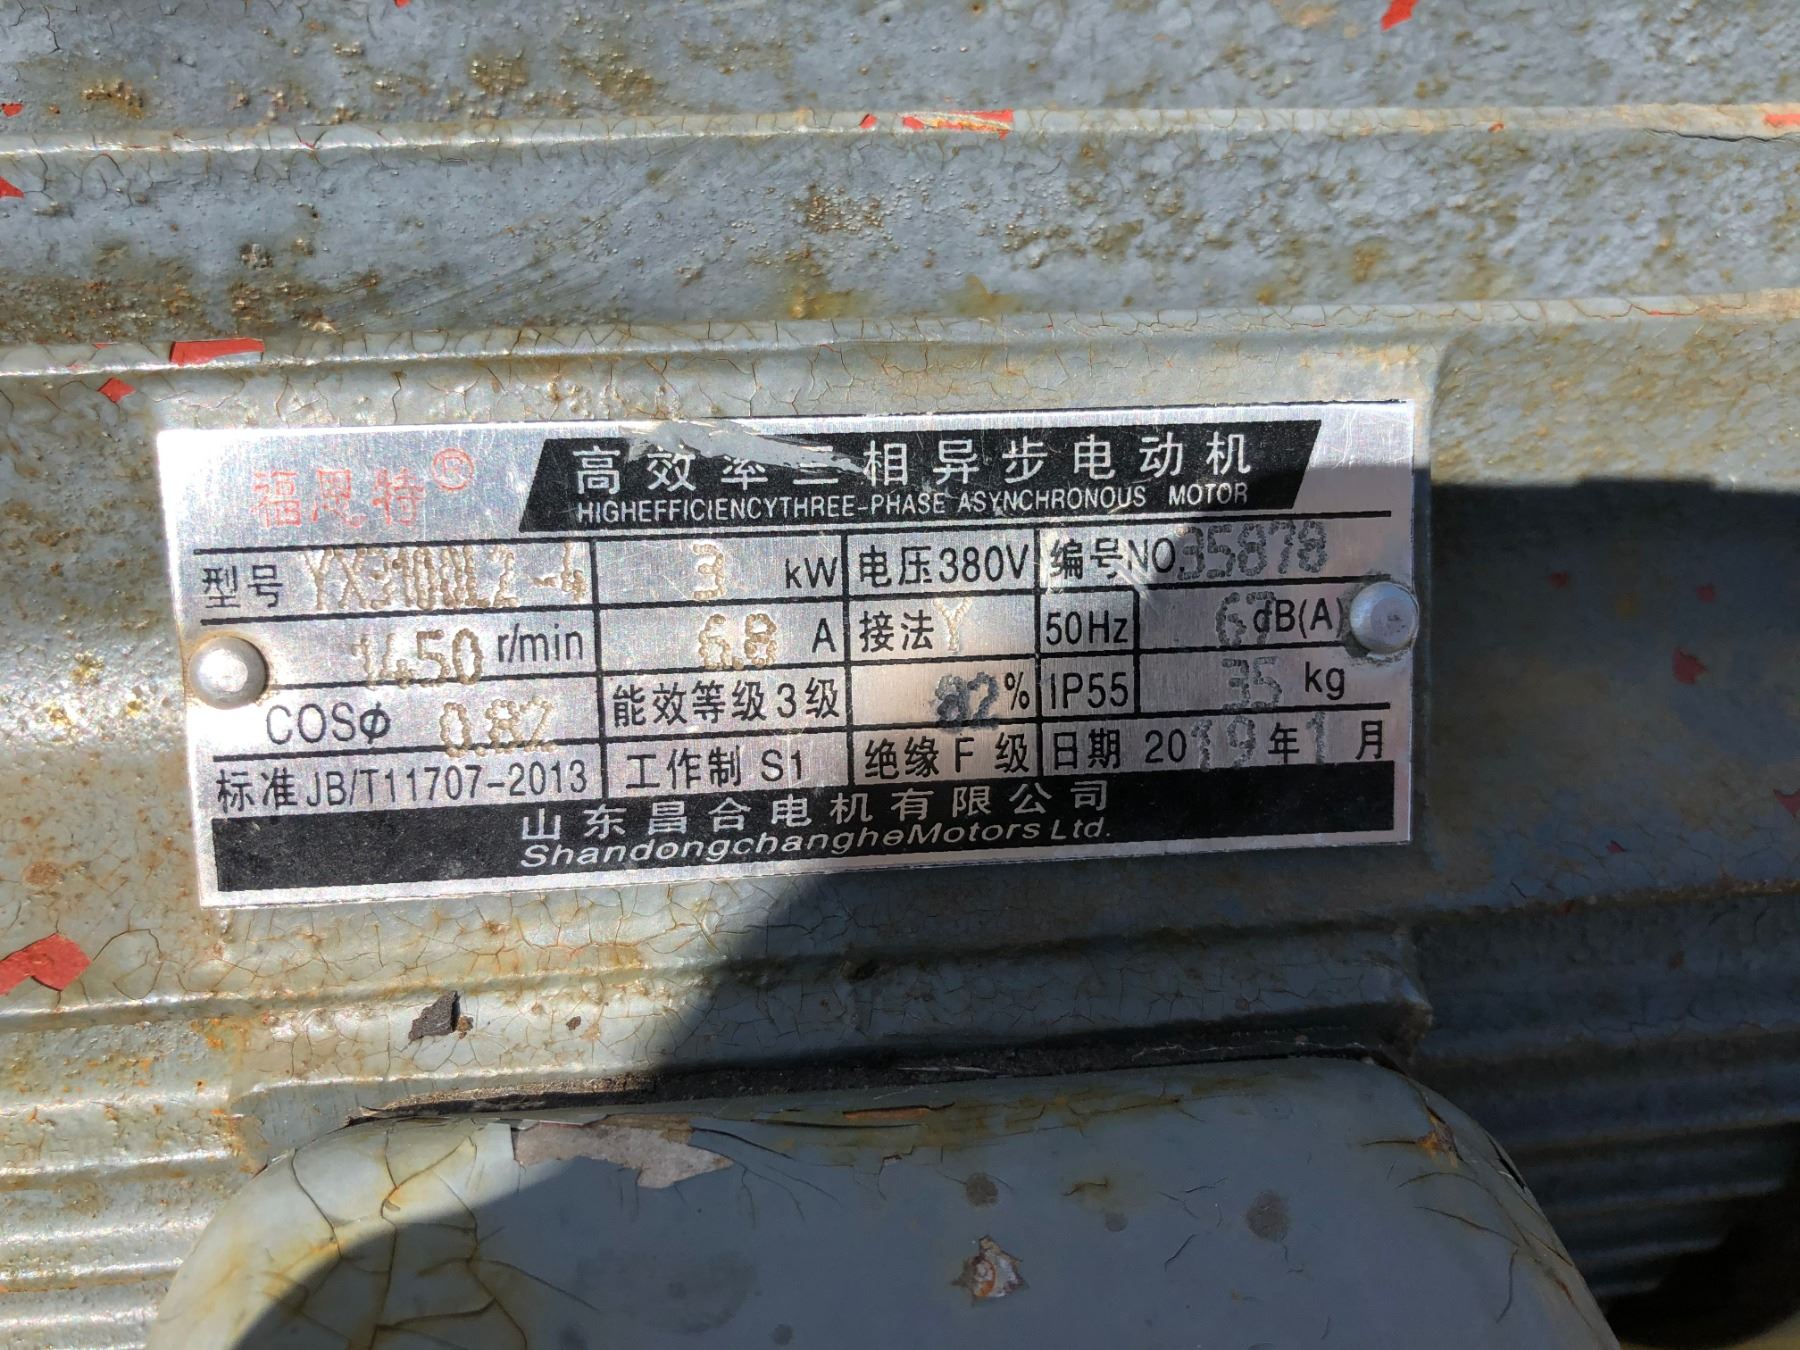 福恩特® 高效率三相异步电动机
HIGHEFFICIENCYTHREE-PHASE ASYNCHRONOUS MOTOR
型号 YX3100L2-4 3 kW 电压380V 编号NO.35878
1450 r/min 6.8 A 接法Y 50Hz 67 dB(A)
COSΦ 0.82 能效等级3级 82% IP55 35 kg
标准JB/T11707-2013 工作制 S1 绝缘 F 级 日期 2019年1月
山东昌合电机有限公司
ShandongchangheMotors Ltd.